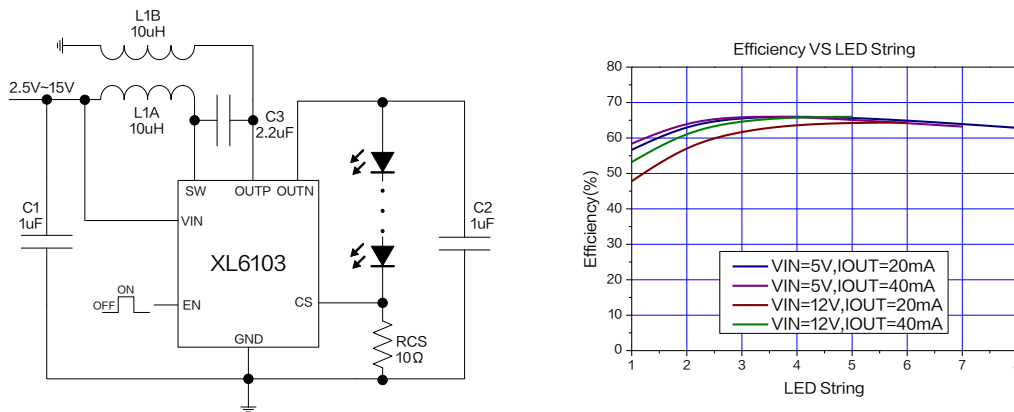 L1B
10uH
2.5V~15V
L1A
10uH
C3
2.2uF
SW
OUTP
OUTN
C1
1uF
VIN
C2
1uF
XL6103
ON
OFF
EN
CS
GND
RCS
10Ω
Efficiency VS LED String
80
70
60
50
40
30
20
10
0
Efficiency(%)
VIN=5V,IOUT=20mA
VIN=5V,IOUT=40mA
VIN=12V,IOUT=20mA
VIN=12V,IOUT=40mA
1 2 3 4 5 6 7
LED String